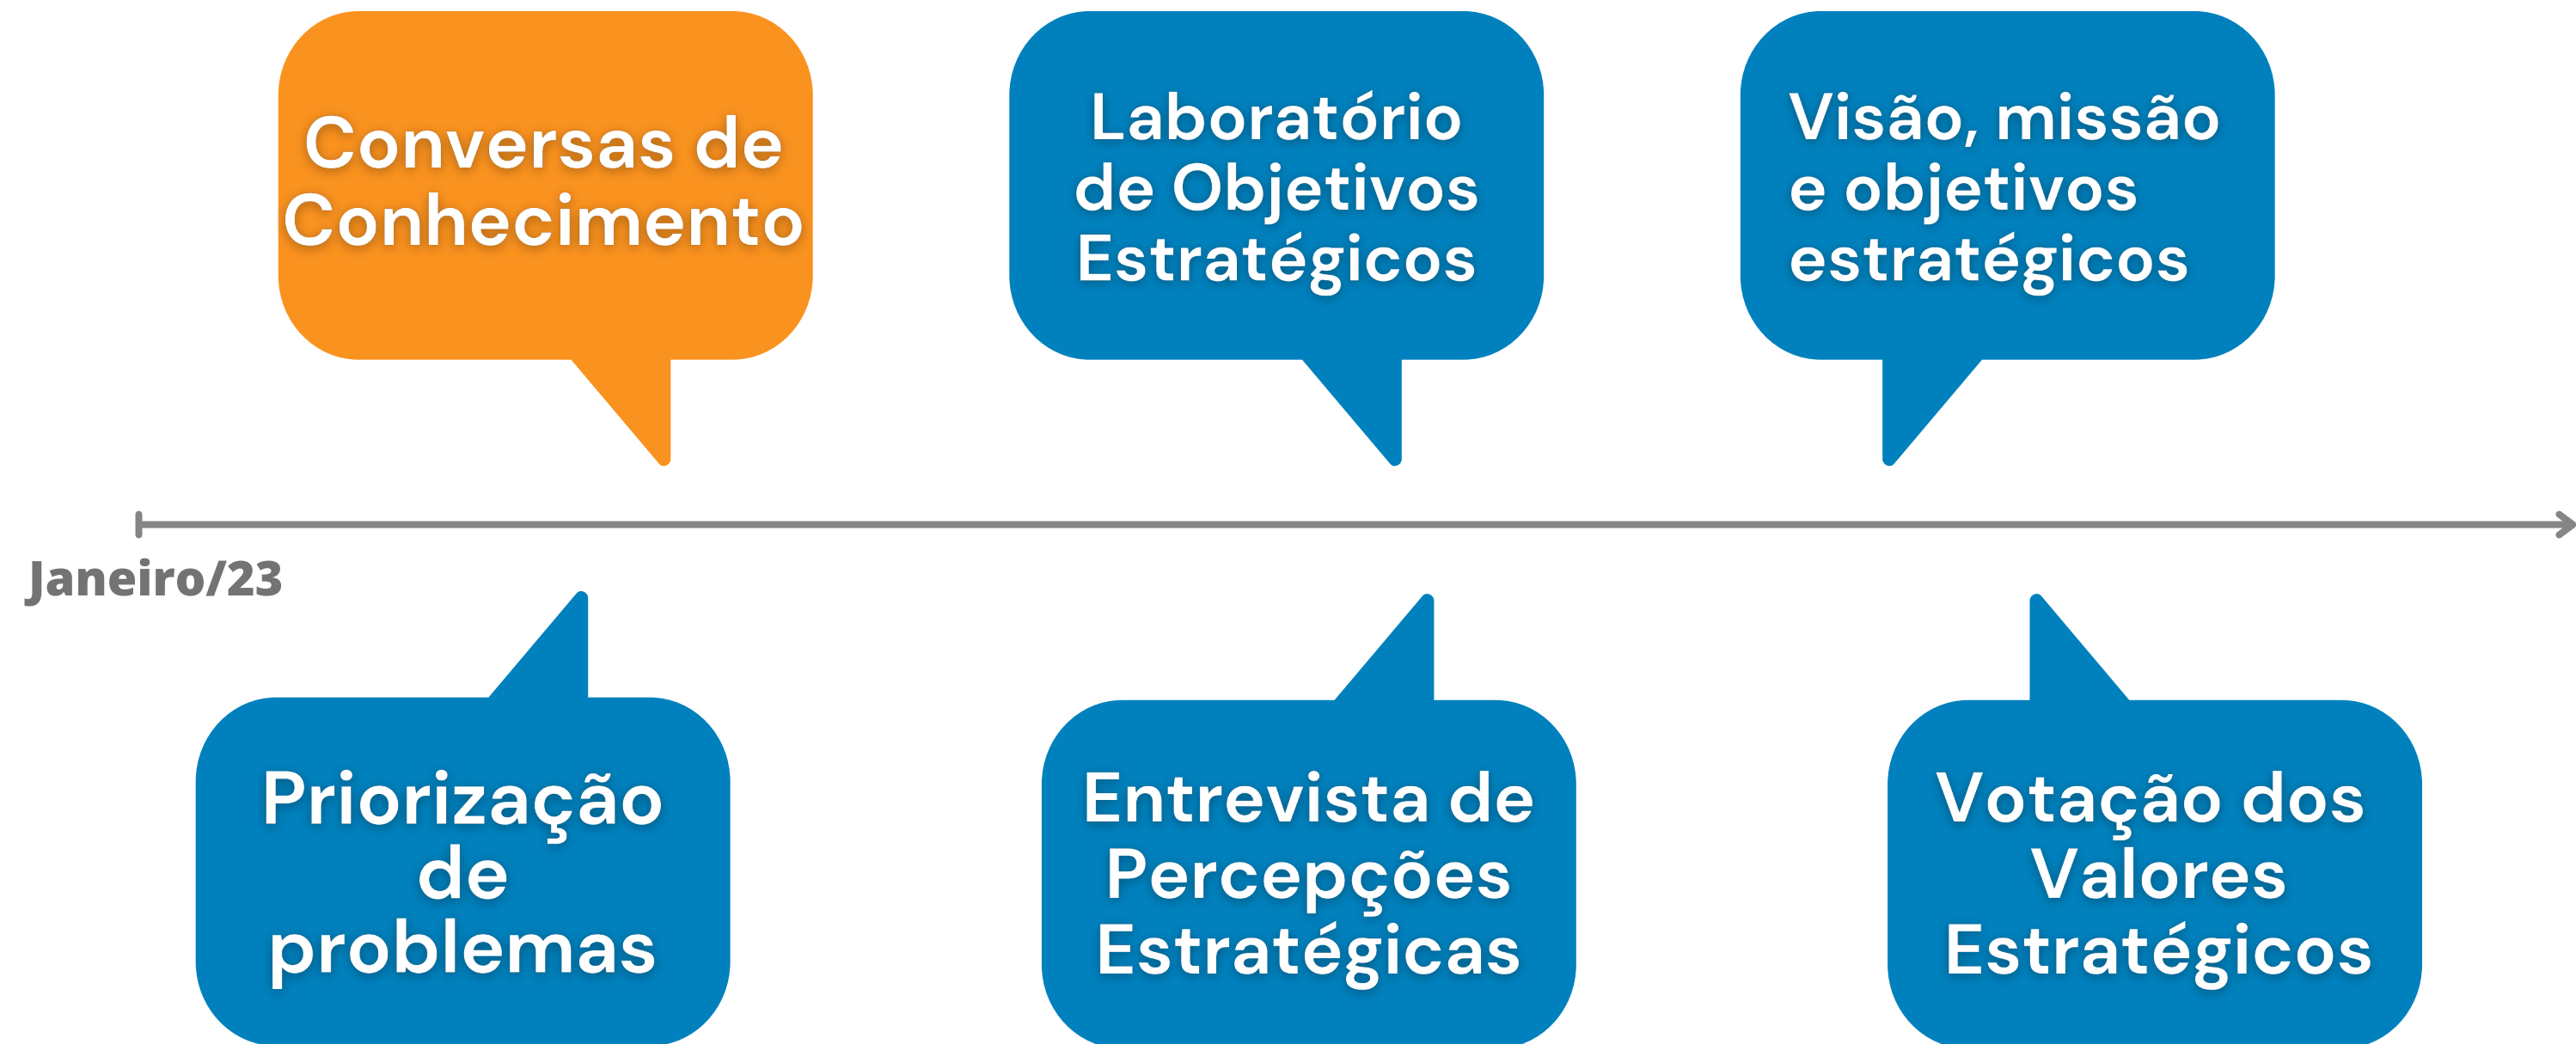 Conversas de
Conhecimento
Laboratório
de Objetivos
Estratégicos
Visão, missão
e objetivos
estratégicos
Janeiro/23
Priorização
de
problemas
Entrevista de
Percepções
Estratégicas
Votação dos
Valores
Estratégicos